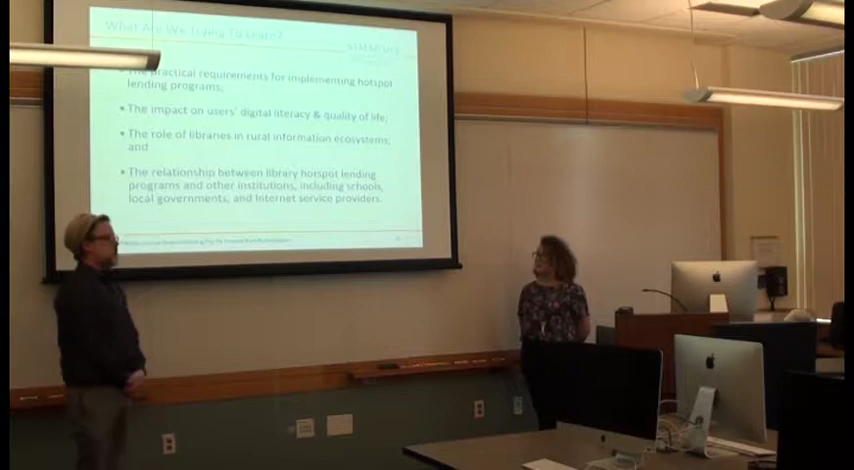 What Are We Trying To Learn?
• The practical requirements for implementing hotspot
lending programs;
• The impact on users' digital literacy & quality of life;
• The role of libraries in rural information ecosystems;
and
• The relationship between library hotspot lending
programs and other institutions, including schools,
local governments, and Internet service providers.